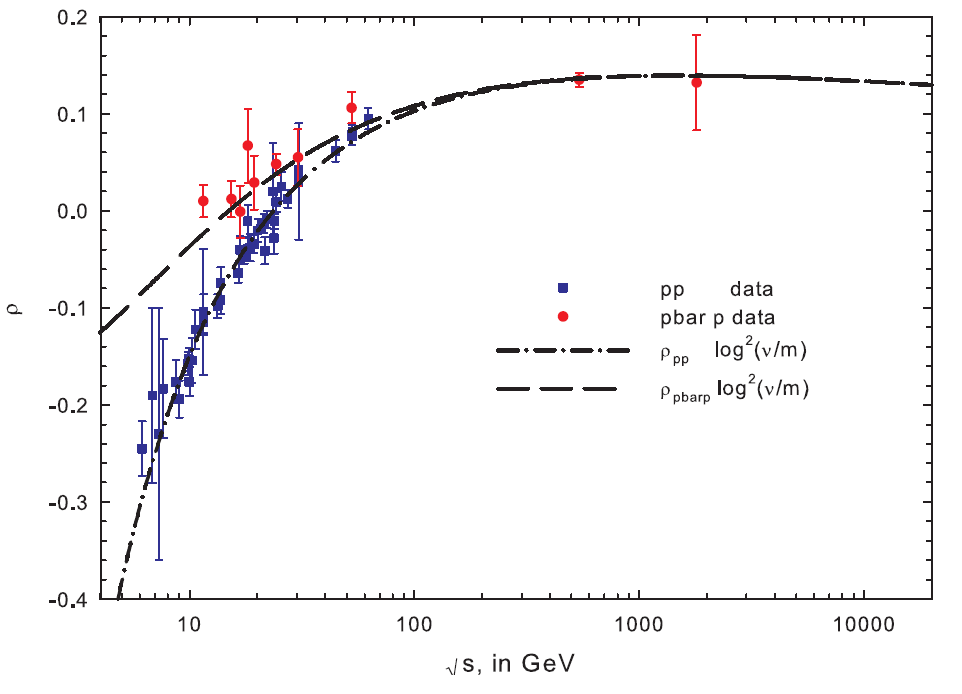 0.2
0.1
0.0
-0.1
-0.2
-0.3
-0.4
ρ
pp data
pbar p data
ρpp log²(ν/m)
ρpbarp log²(ν/m)
10 100 1000 10000
√s, in GeV